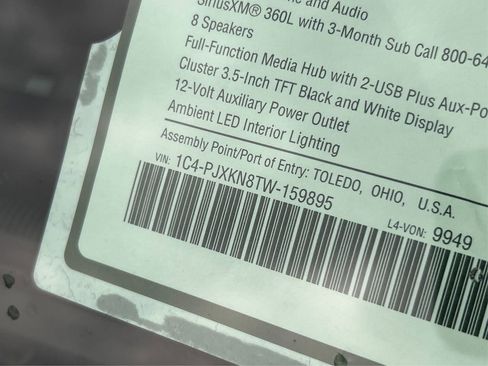 and Audio
SiriusXM® 360L with 3-Month Sub Call 800-64
8 Speakers
Full-Function Media Hub with 2-USB Plus Aux-Po
Cluster 3.5-Inch TFT Black and White Display
12-Volt Auxiliary Power Outlet
Ambient LED Interior Lighting
Assembly Point/Port of Entry: TOLEDO, OHIO, U.S.A.
VIN: 1C4-PJXKN8TW-159895
L4-VON: 9949